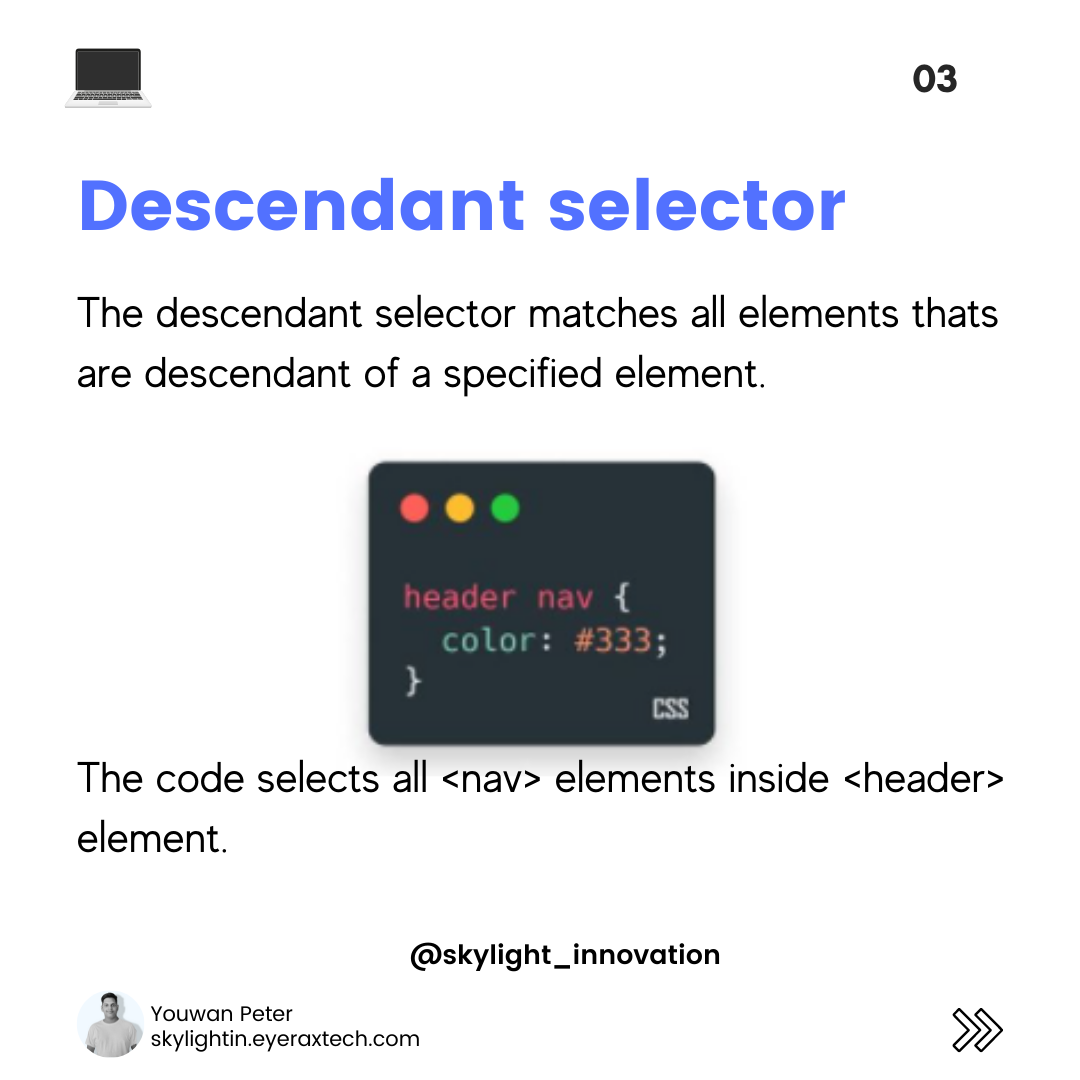 03
Descendant selector
The descendant selector matches all elements thats
are descendant of a specified element.
header nav {
  color: #333;
}
CSS
The code selects all <nav> elements inside <header>
element.
@skylight_innovation
Youwan Peter
skylightin.eyeraxtech.com